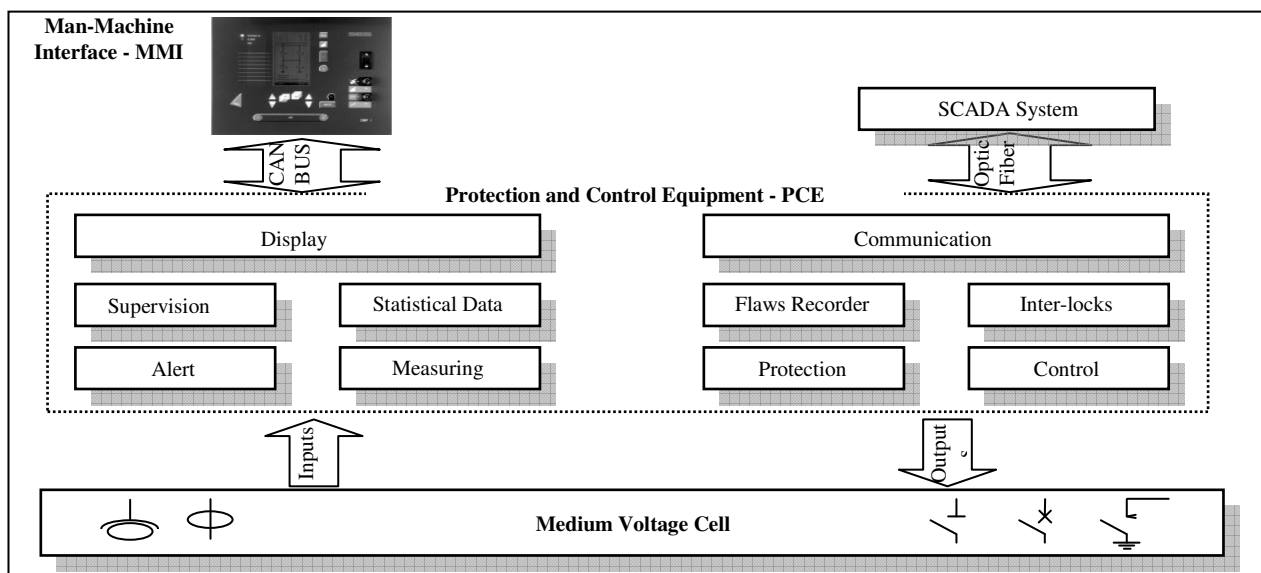 Man-Machine
Interface - MMI
SCADA System
CAN
BUS
Optic
Fiber
Protection and Control Equipment - PCE
Display
Communication
Supervision
Statistical Data
Flaws Recorder
Inter-locks
Alert
Measuring
Protection
Control
Inputs
Output
s
Medium Voltage Cell